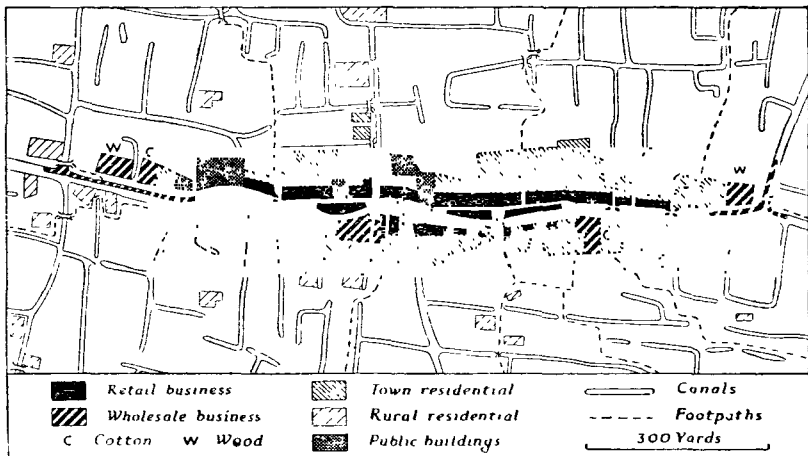 W C W
C
Retail business Town residential Canals
Wholesale business Rural residential Footpaths
C Cotton W Wood Public buildings 300 Yards